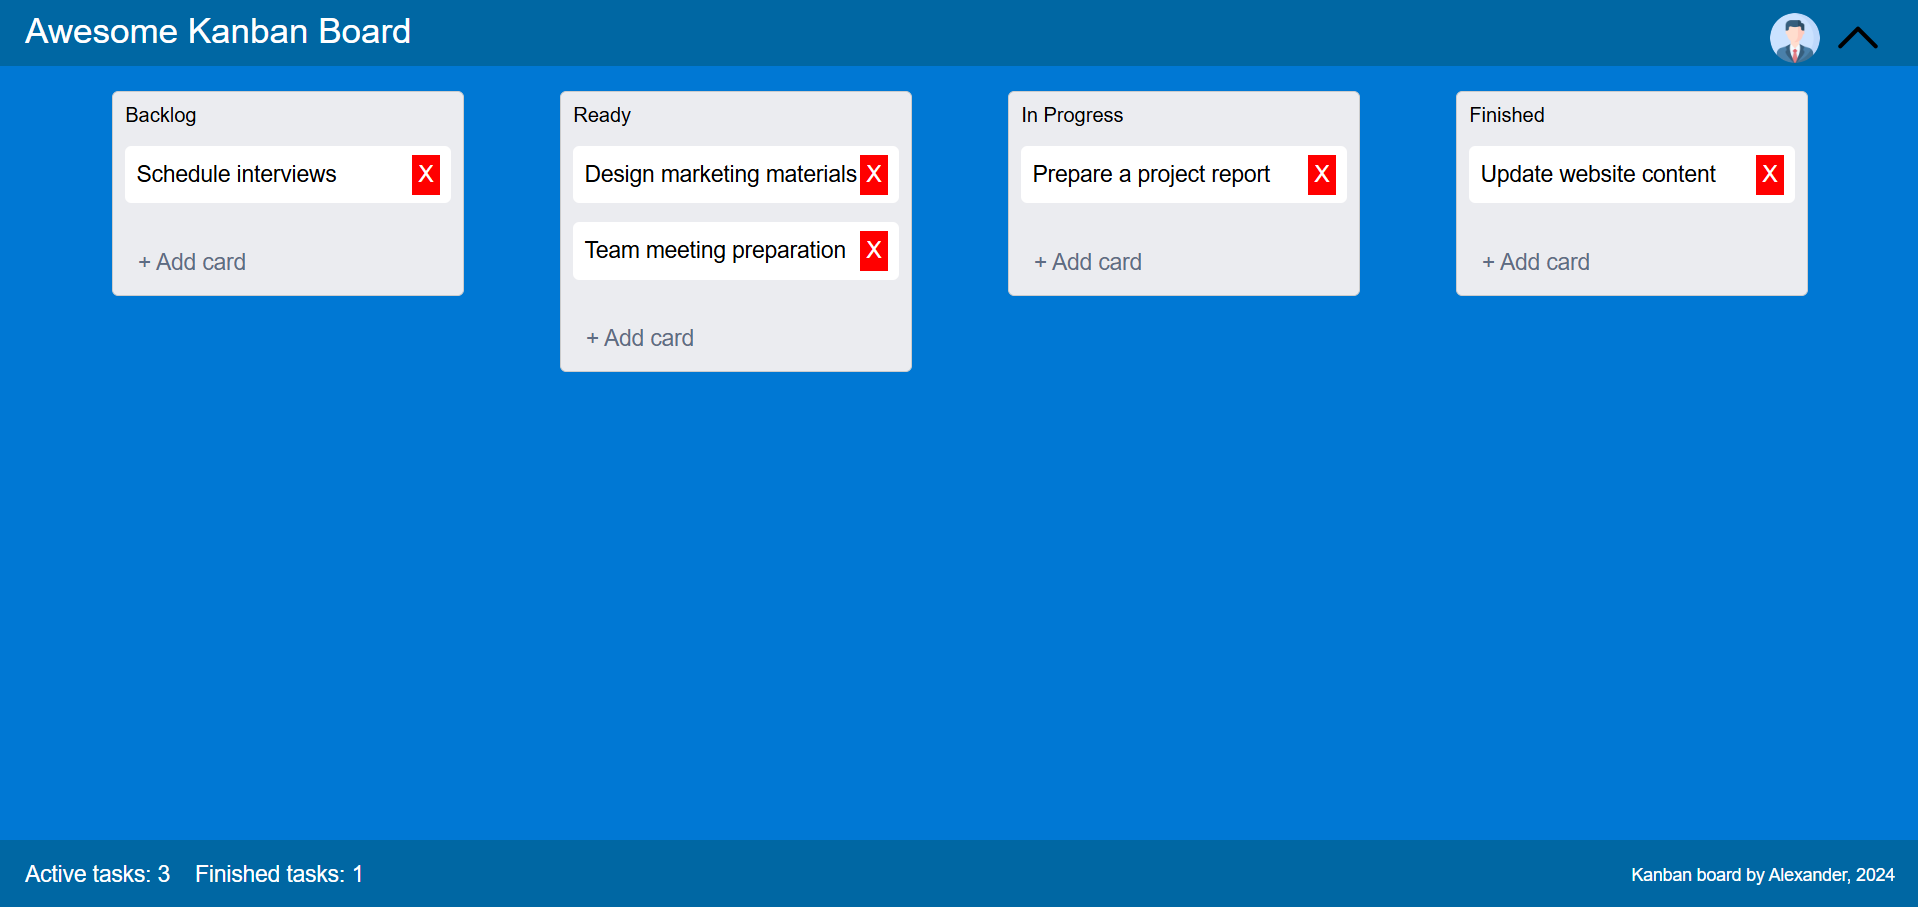 Awesome Kanban Board
Backlog
Schedule interviews X
+ Add card
Ready
Design marketing materials X
Team meeting preparation X
+ Add card
In Progress
Prepare a project report X
+ Add card
Finished
Update website content X
+ Add card
Active tasks: 3 Finished tasks: 1
Kanban board by Alexander, 2024